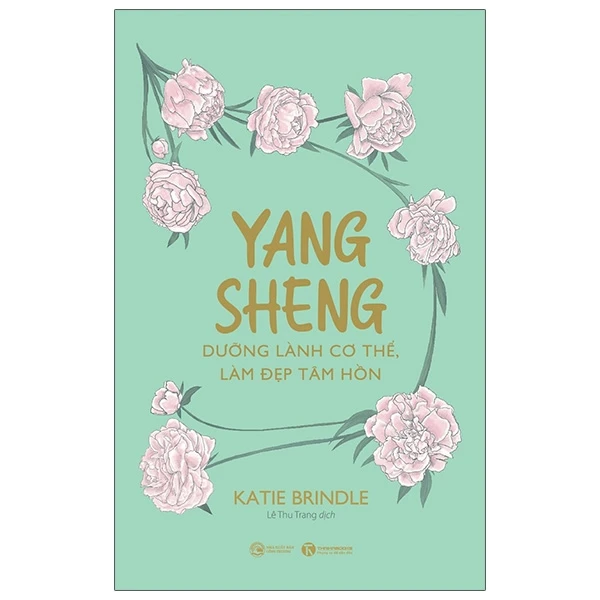 YANG
SHENG
DƯỠNG LÀNH CƠ THỂ,
LÀM ĐẸP TÂM HỒN
KATIE BRINDLE
Lê Thu Trang dịch